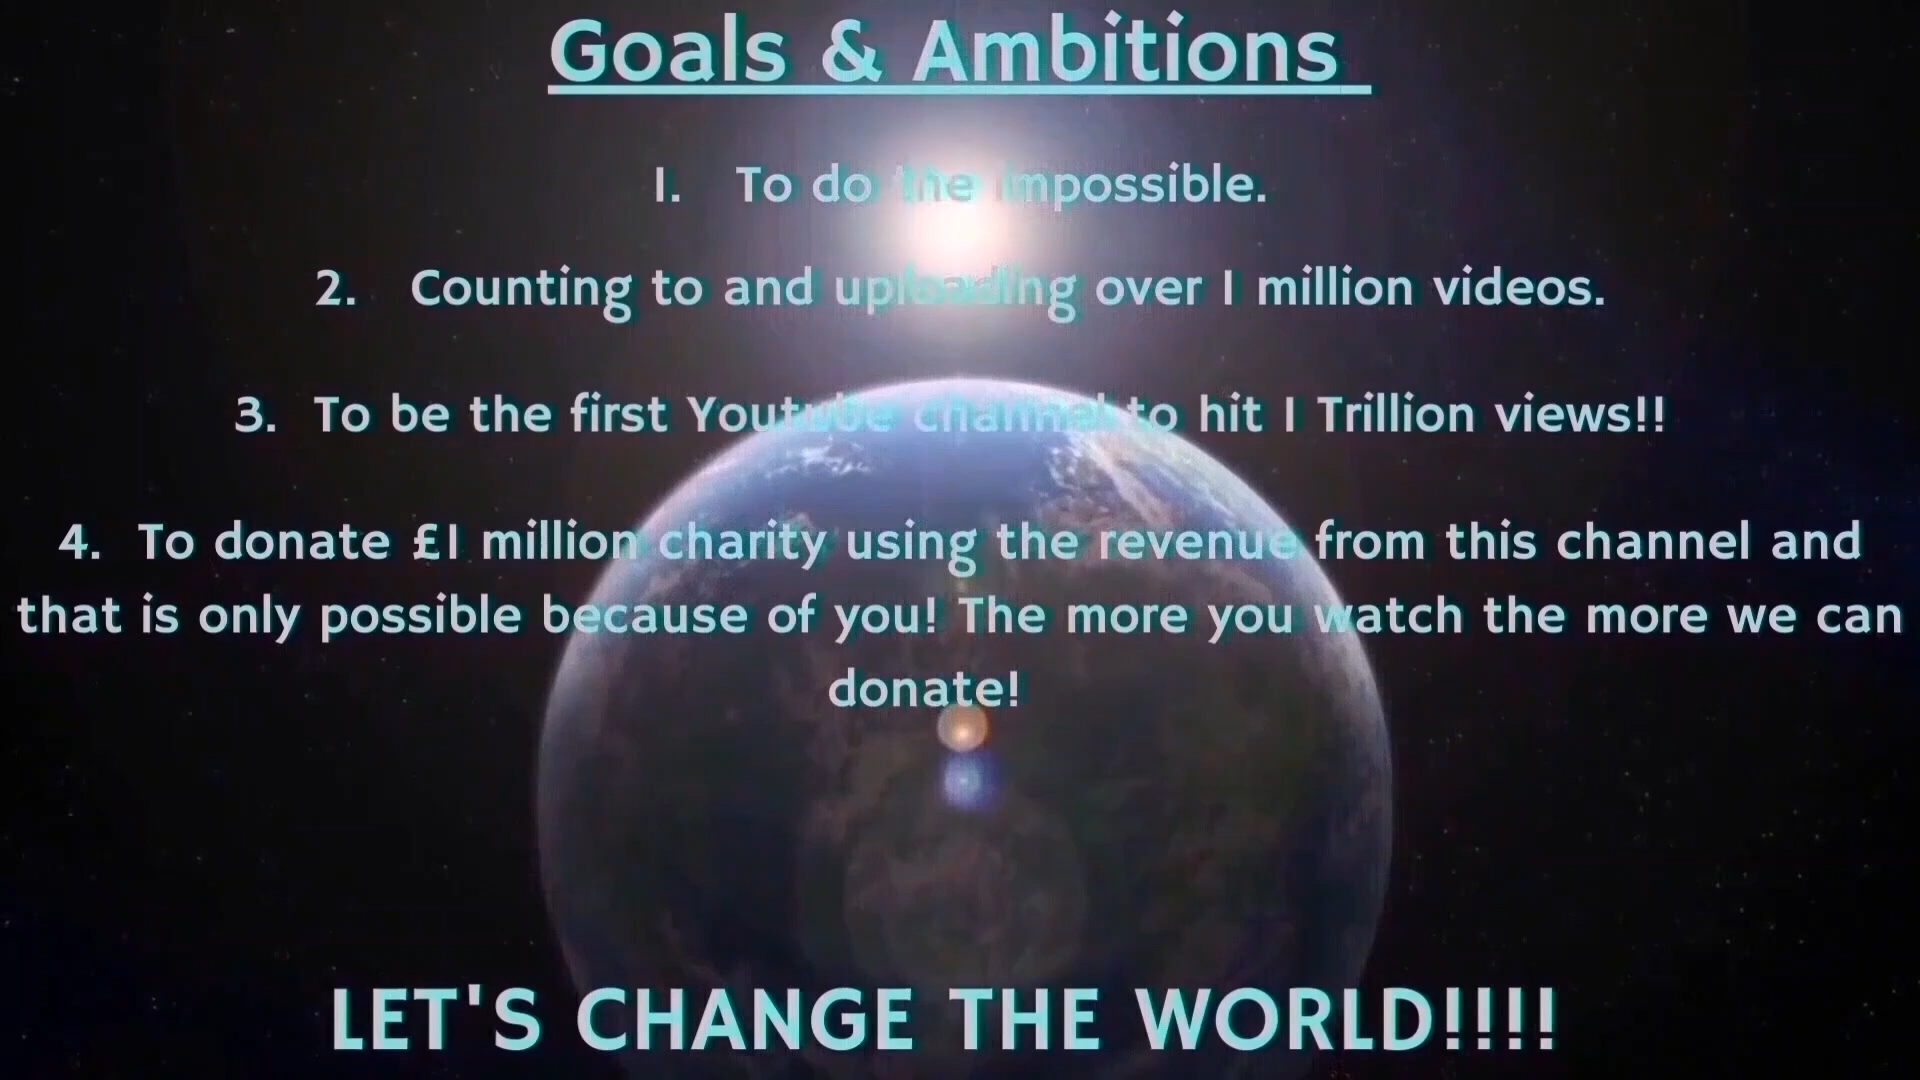 Goals & Ambitions
1. To do the impossible.
2. Counting to and uploading over 1 million videos.
3. To be the first Youtube channel to hit 1 Trillion views!!
4. To donate £1 million charity using the revenue from this channel and
that is only possible because of you! The more you watch the more we can
donate!
LET'S CHANGE THE WORLD!!!!